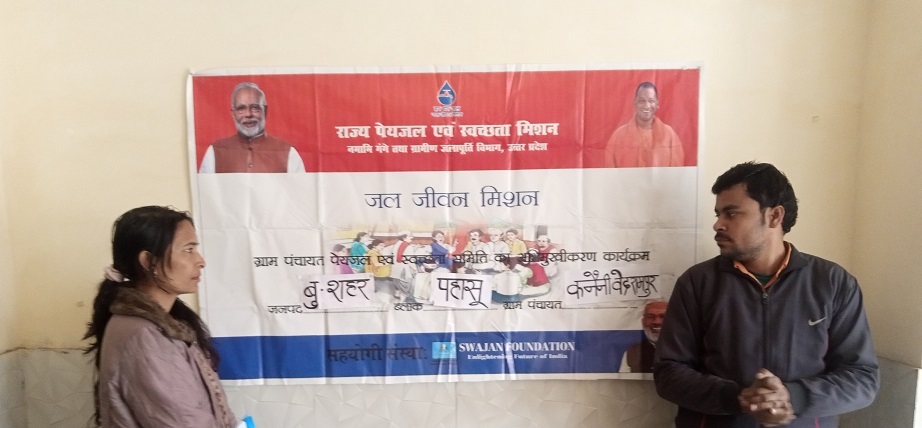 राज्य पेयजल एवं स्वच्छता मिशन
नमामि गंगे तथा ग्रामीण जलापूर्ति विभाग, उत्तर प्रदेश
जल जीवन मिशन
ग्राम पंचायत पेयजल एवं स्वच्छता समिति का अभिमुखीकरण कार्यक्रम
जनपद बु.शहर ब्लॉक पहासू ग्राम पंचायत
सहयोगी संस्था: SWAJAN FOUNDATION
Enlightening Future of India